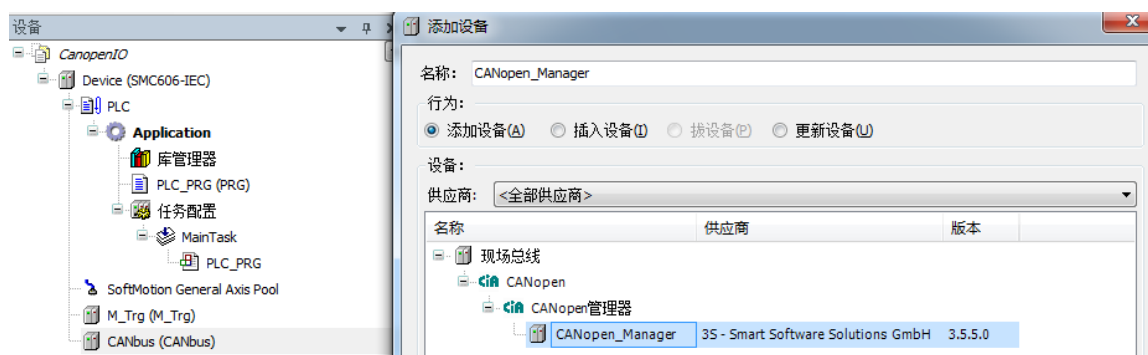 设备
CanopenIO
Device (SMC606-IEC)
PLC
Application
库管理器
PLC_PRG (PRG)
任务配置
MainTask
PLC_PRG
SoftMotion General Axis Pool
M_Trg (M_Trg)
CANbus (CANbus)
添加设备
名称: CANopen_Manager
行为:
添加设备(A) 插入设备(I) 拔设备(P) 更新设备(U)
设备:
供应商: <全部供应商>
名称 供应商 版本
现场总线
CiA CANopen
CiA CANopen管理器
CANopen_Manager 3S - Smart Software Solutions GmbH 3.5.5.0